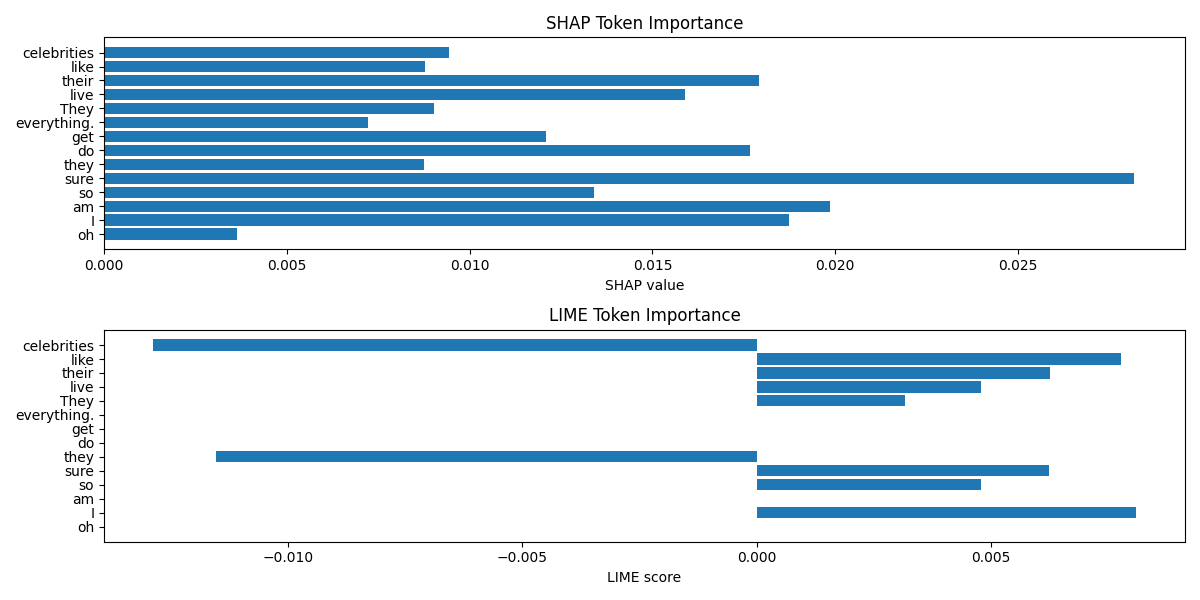 SHAP Token Importance
celebrities
like
their
live
They
everything.
get
do
they
sure
so
am
I
oh
0.000 0.005 0.010 0.015 0.020 0.025
SHAP value
LIME Token Importance
celebrities
like
their
live
They
everything.
get
do
they
sure
so
am
I
oh
−0.010 −0.005 0.000 0.005
LIME score